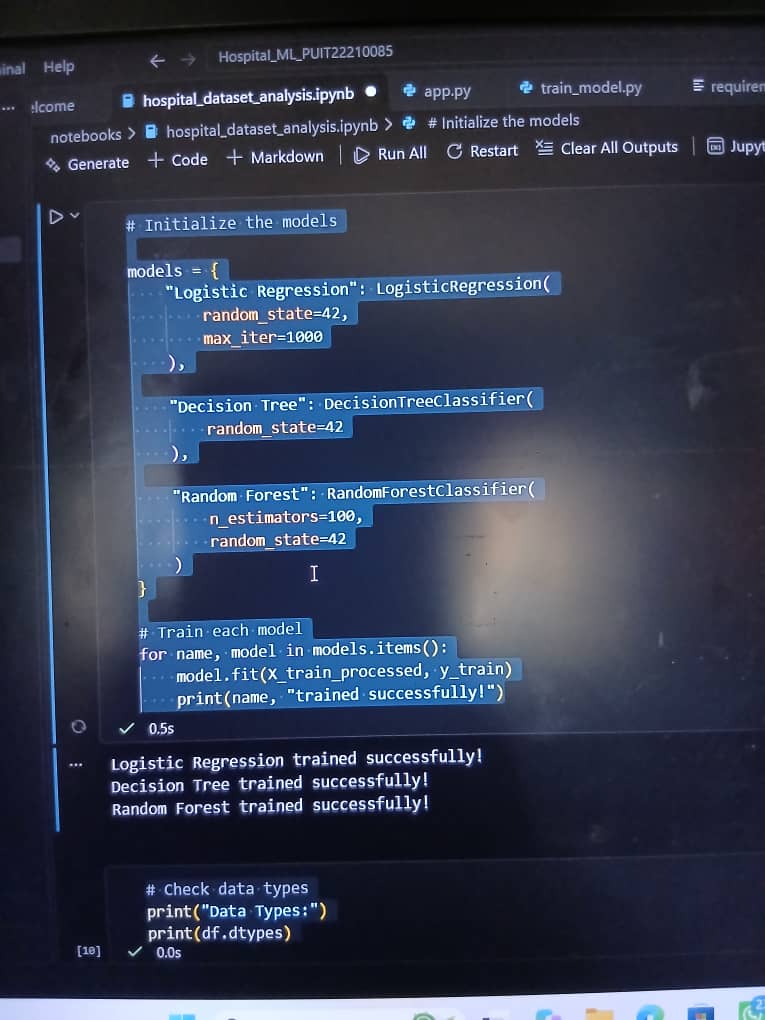 Help
Hospital_ML_PUIT22210085
hospital_dataset_analysis.ipynb
app.py
train_model.py
notebooks > hospital_dataset_analysis.ipynb > # Initialize the models
Generate + Code + Markdown Run All Restart Clear All Outputs
# Initialize the models
models = {
"Logistic Regression": LogisticRegression(
random_state=42,
max_iter=1000
),
"Decision Tree": DecisionTreeClassifier(
random_state=42
),
"Random Forest": RandomForestClassifier(
n_estimators=100,
random_state=42
)
}
# Train each model
for name, model in models.items():
model.fit(X_train_processed, y_train)
print(name, "trained successfully!")
0.5s
Logistic Regression trained successfully!
Decision Tree trained successfully!
Random Forest trained successfully!
# Check data types
print("Data Types:")
print(df.dtypes)
[10]
0.0s